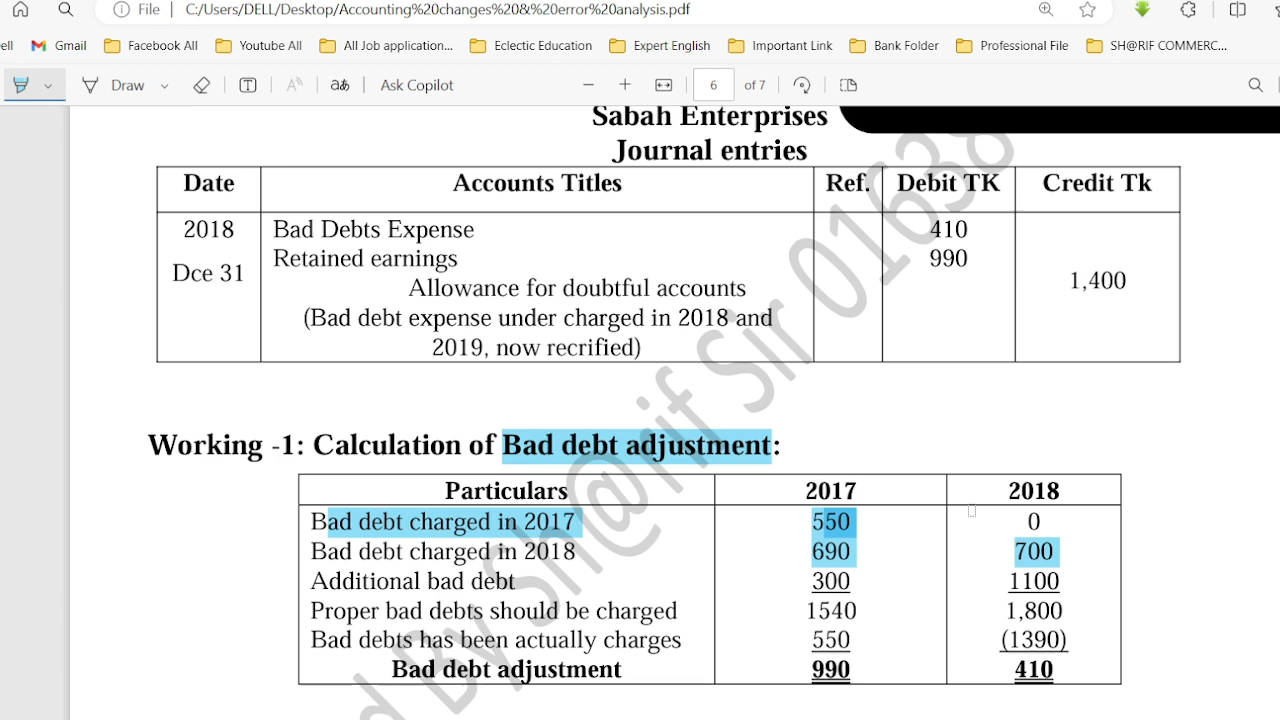 File C:/Users/DELL/Desktop/Accounting%20changes%20&%20error%20analysis.pdf
ell Gmail Facebook All Youtube All All Job application... Eclectic Education Expert English Important Link Bank Folder Professional File SH@RIF COMMERC...
Draw Ask Copilot 6 of 7
Sabah Enterprises
Journal entries
Date Accounts Titles Ref. Debit TK Credit Tk
2018 Bad Debts Expense 410
Dce 31 Retained earnings 990
Allowance for doubtful accounts 1,400
(Bad debt expense under charged in 2018 and
2019, now recrified)
Working -1: Calculation of Bad debt adjustment:
Particulars 2017 2018
Bad debt charged in 2017 550 0
Bad debt charged in 2018 690 700
Additional bad debt 300 1100
Proper bad debts should be charged 1540 1,800
Bad debts has been actually charges 550 (1390)
Bad debt adjustment 990 410
d By Sh@rif Sir 01638